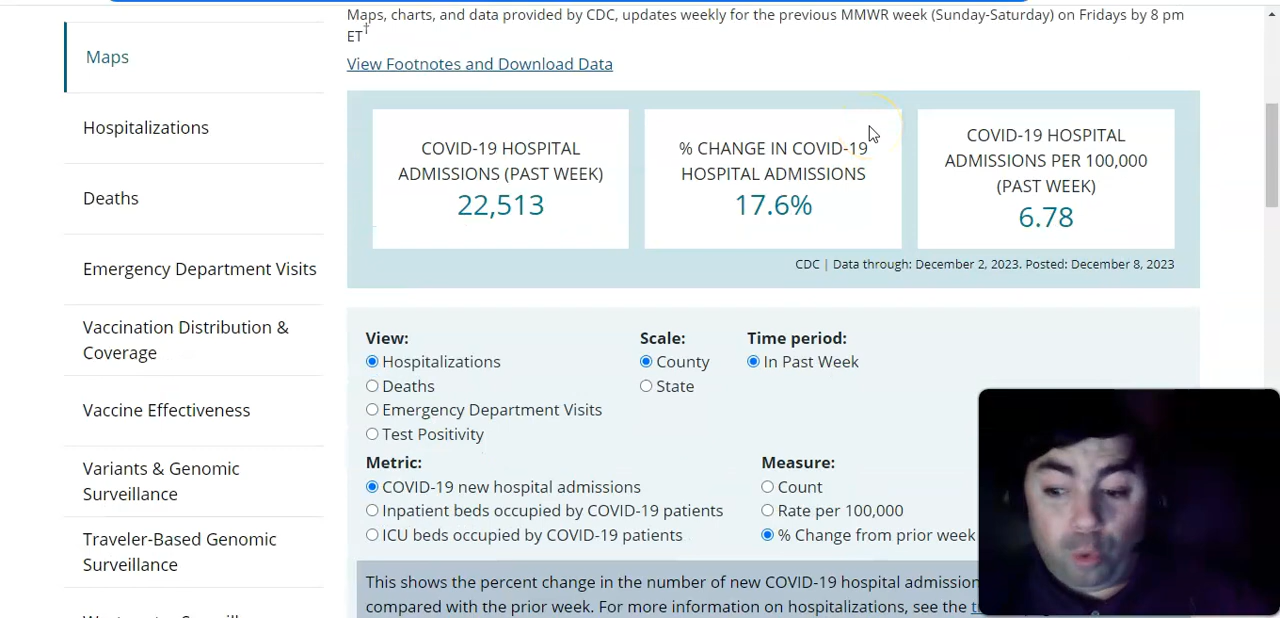 Maps, charts, and data provided by CDC, updates weekly for the previous MMWR week (Sunday-Saturday) on Fridays by 8 pm
ET†
View Footnotes and Download Data
Maps
Hospitalizations
Deaths
Emergency Department Visits
Vaccination Distribution &
Coverage
Vaccine Effectiveness
Variants & Genomic
Surveillance
Traveler-Based Genomic
Surveillance
COVID-19 HOSPITAL
ADMISSIONS (PAST WEEK)
22,513
% CHANGE IN COVID-19
HOSPITAL ADMISSIONS
17.6%
COVID-19 HOSPITAL
ADMISSIONS PER 100,000
(PAST WEEK)
6.78
CDC | Data through: December 2, 2023. Posted: December 8, 2023
View:
Hospitalizations
Deaths
Emergency Department Visits
Test Positivity
Scale:
County
State
Time period:
In Past Week
Metric:
COVID-19 new hospital admissions
Inpatient beds occupied by COVID-19 patients
ICU beds occupied by COVID-19 patients
Measure:
Count
Rate per 100,000
% Change from prior week
This shows the percent change in the number of new COVID-19 hospital admission
compared with the prior week. For more information on hospitalizations, see the